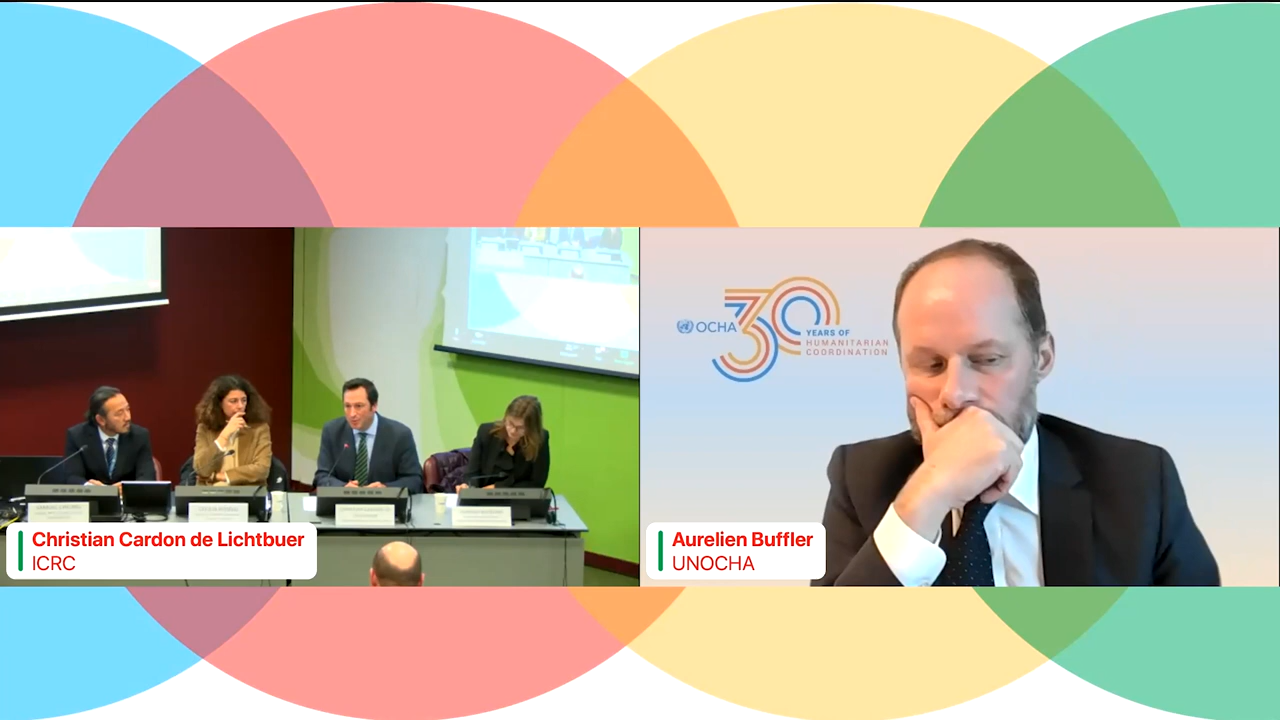 Christian Cardon de Lichtbuer
ICRC
OCHA
30
YEARS OF
HUMANITARIAN
COORDINATION
Aurelien Buffler
UNOCHA